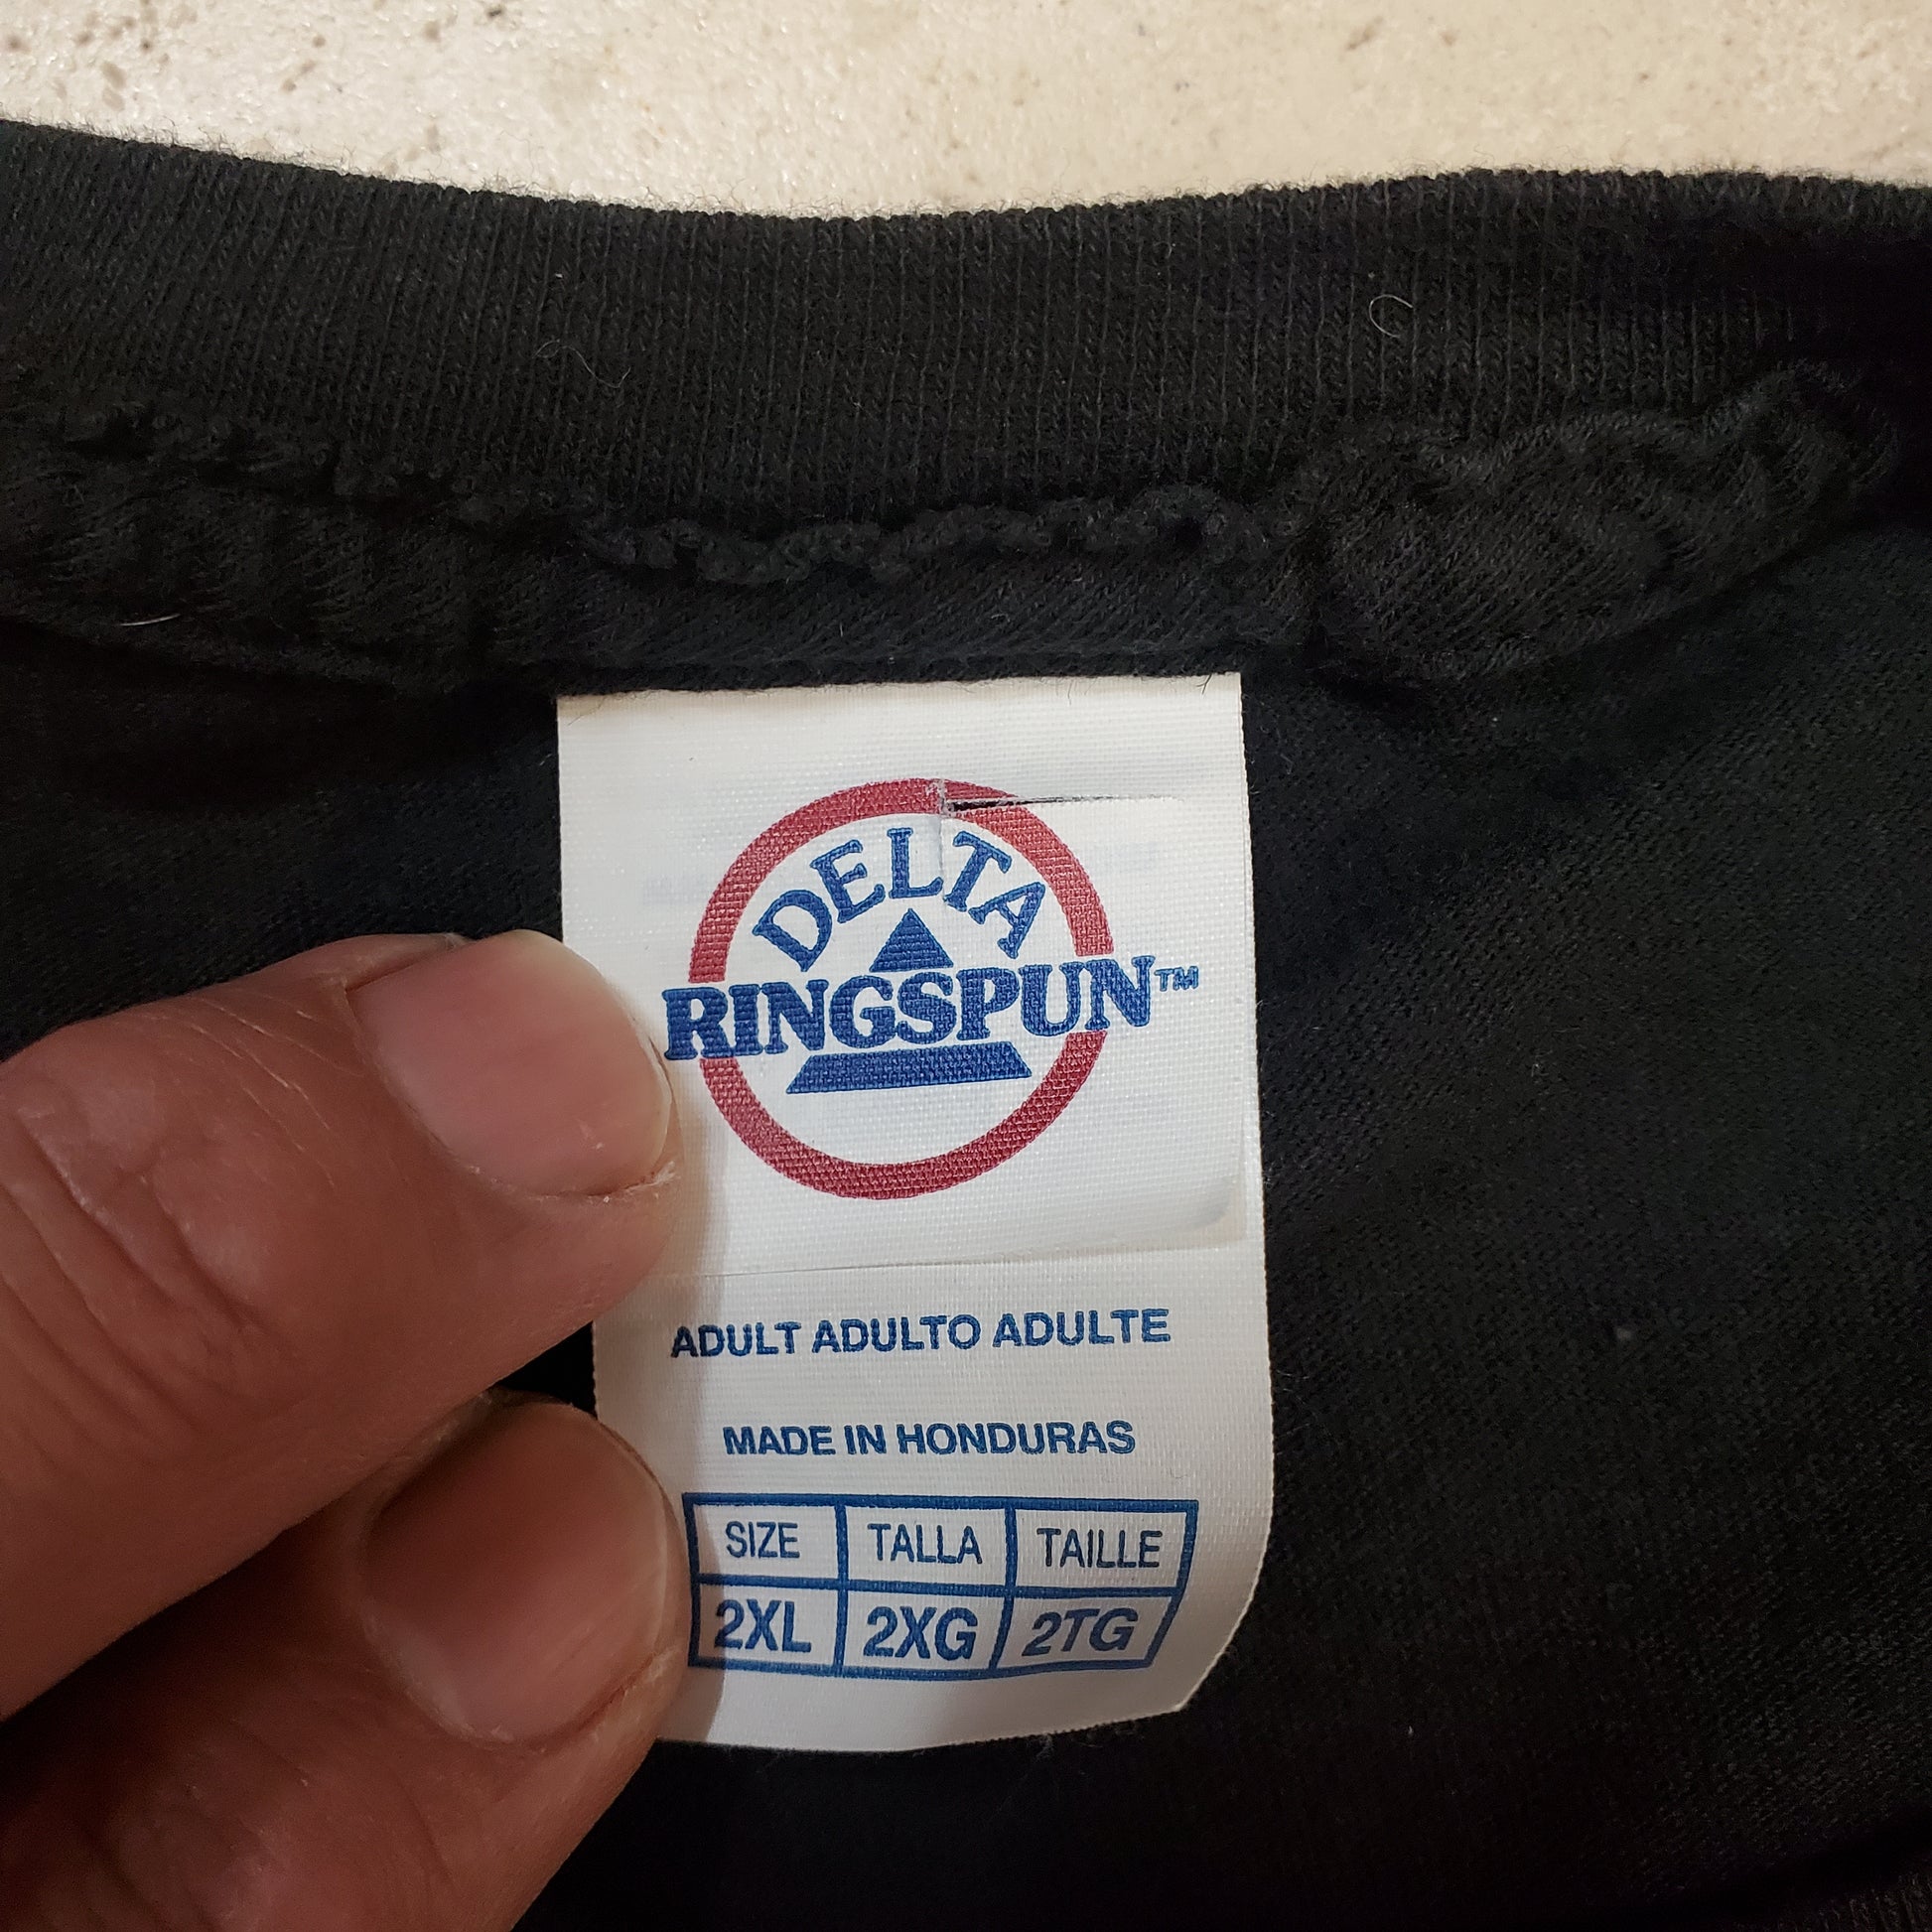 DELTA
RINGSPUN™
ADULT ADULTO ADULTE
MADE IN HONDURAS
SIZE TALLA TAILLE
2XL 2XG 2TG